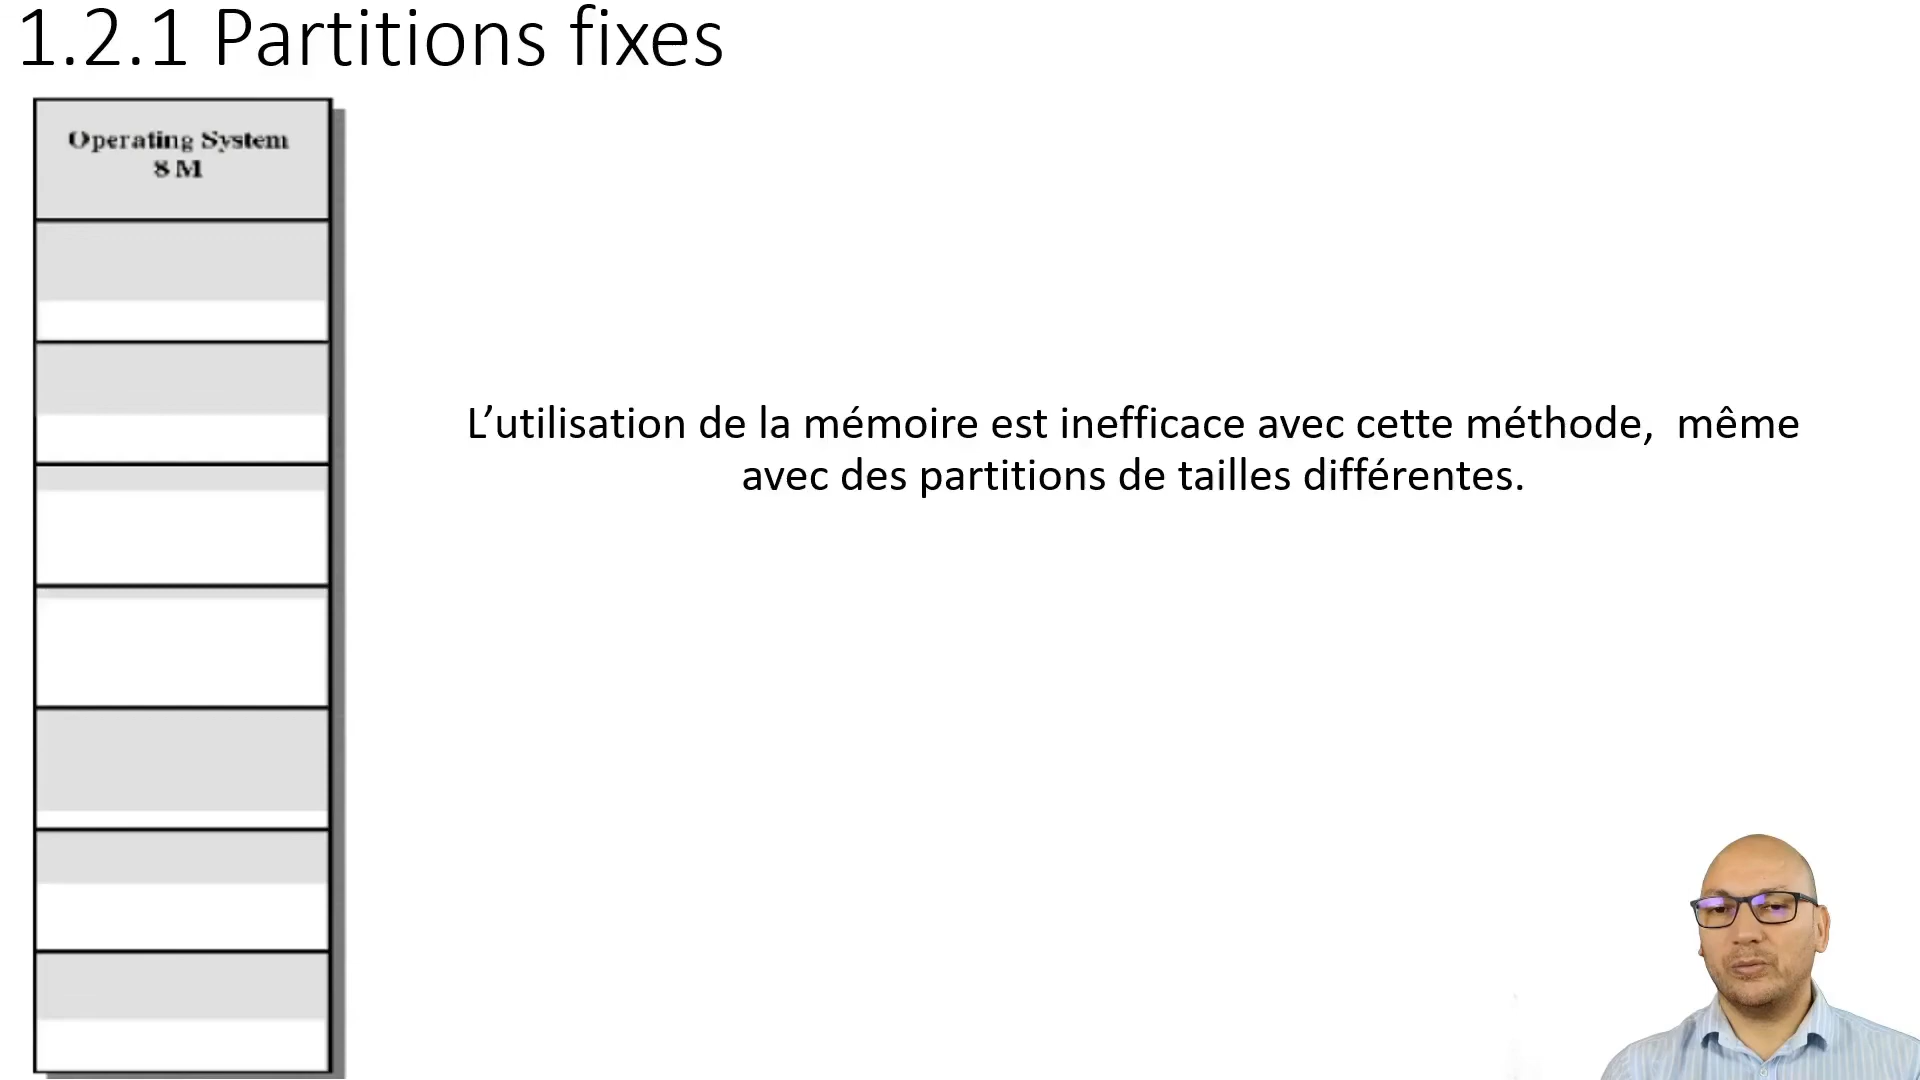 1.2.1 Partitions fixes
Operating System
8 M
L’utilisation de la mémoire est inefficace avec cette méthode,  même
avec des partitions de tailles différentes.